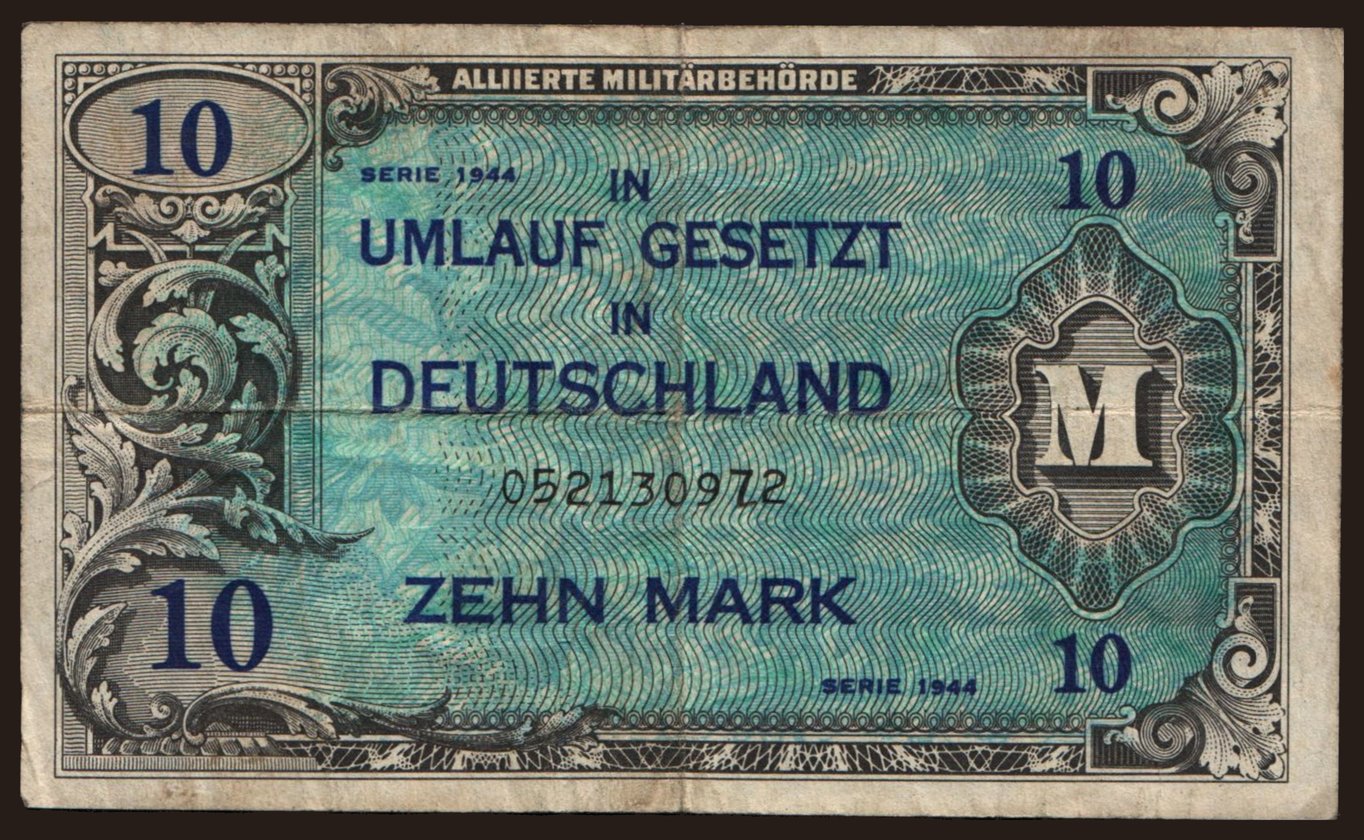 ALLIIERTE MILITÄRBEHÖRDE
10
10
SERIE 1944
IN
UMLAUF GESETZT
IN
DEUTSCHLAND
M
052130972
ZEHN MARK
10
10
SERIE 1944